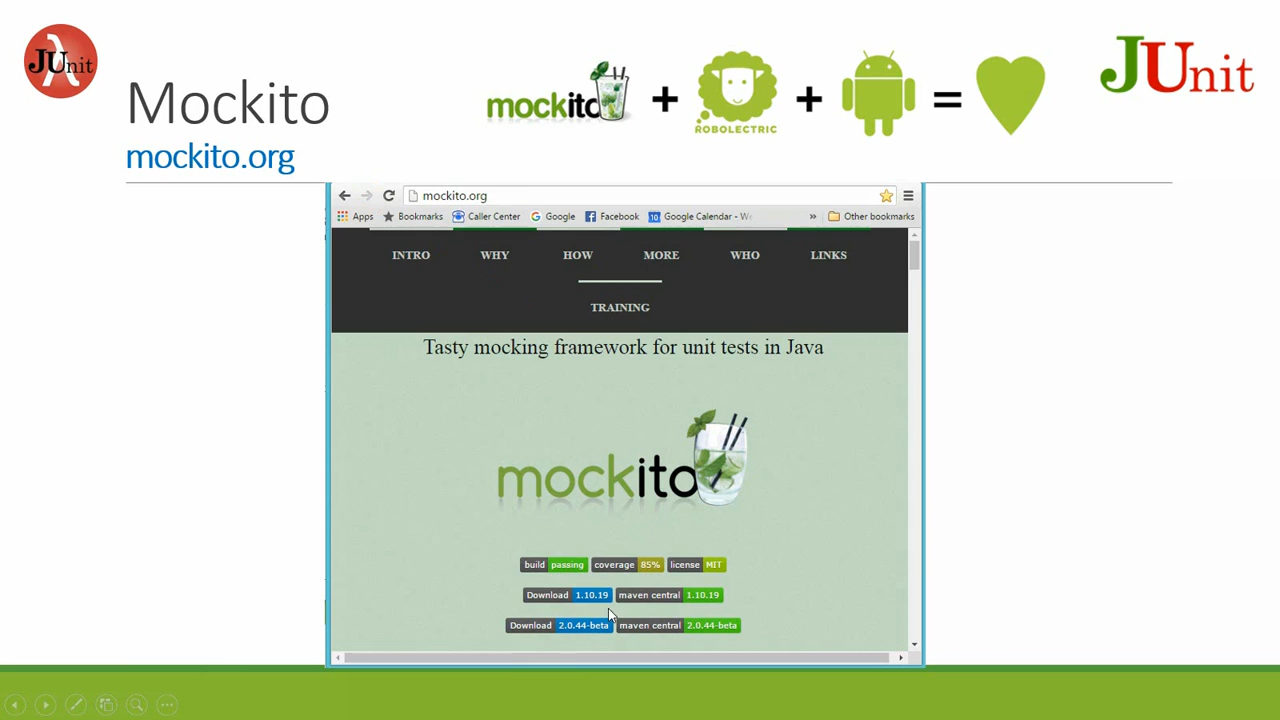 JUnit
Mockito
mockito.org
mockito + ROBOLECTRIC + =
JUnit
mockito.org
Apps Bookmarks Caller Center Google Facebook 10 Google Calendar - We » Other bookmarks
INTRO WHY HOW MORE WHO LINKS
TRAINING
Tasty mocking framework for unit tests in Java
mockito
build passing coverage 85% license MIT
Download 1.10.19 maven central 1.10.19
Download 2.0.44-beta maven central 2.0.44-beta